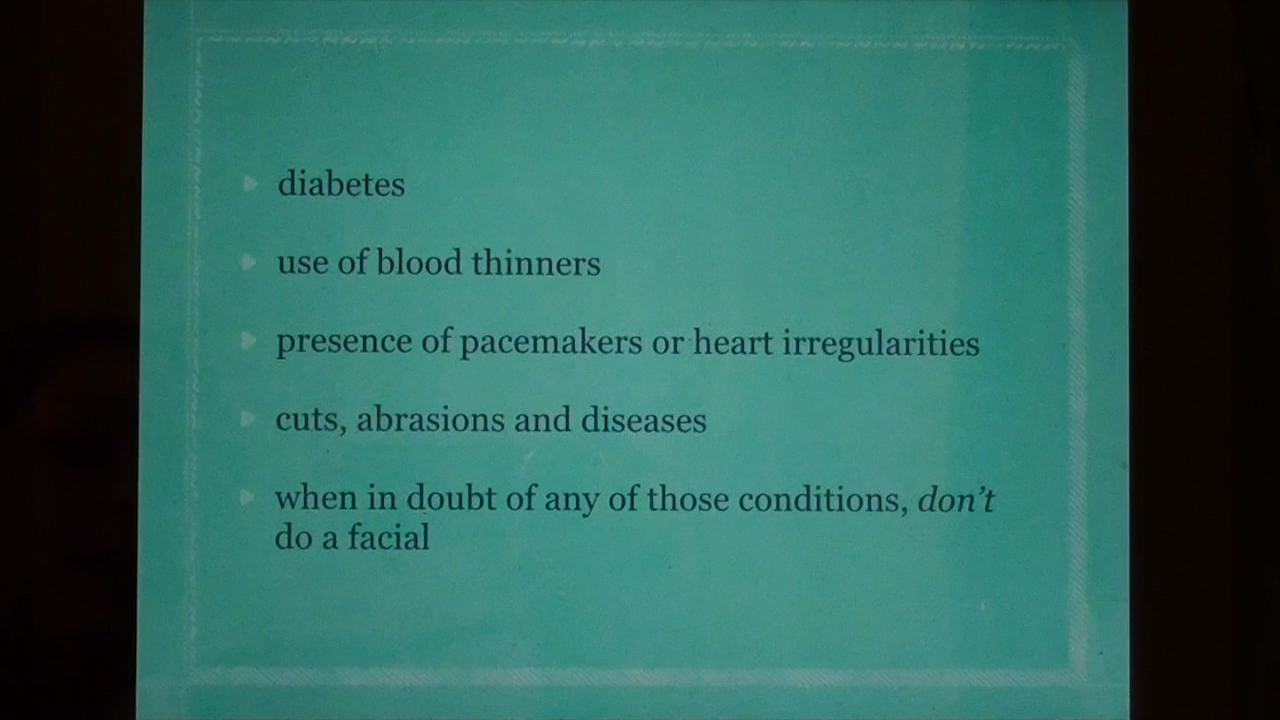 diabetes
use of blood thinners
presence of pacemakers or heart irregularities
cuts, abrasions and diseases
when in doubt of any of those conditions, don't
do a facial